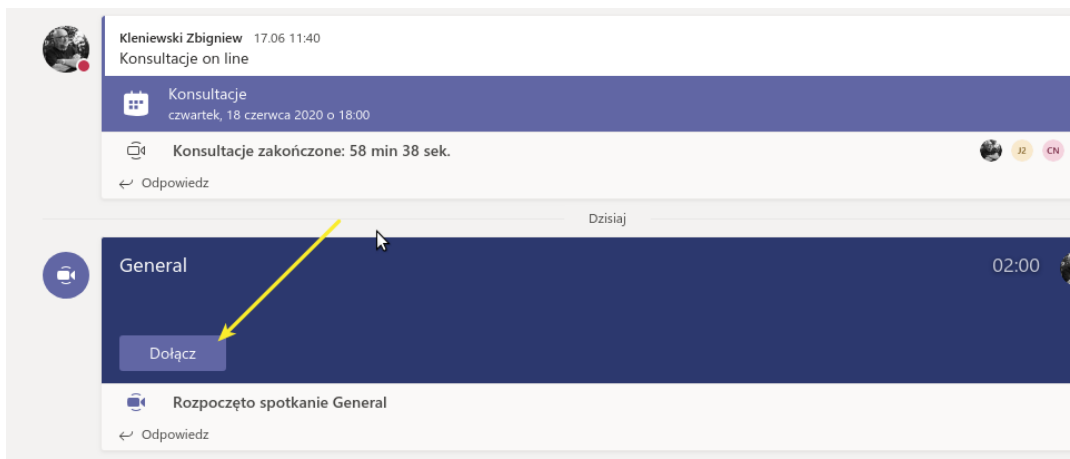 Kleniewski Zbigniew 17.06 11:40
Konsultacje on line
Konsultacje
czwartek, 18 czerwca 2020 o 18:00
Konsultacje zakończone: 58 min 38 sek.
J2 CN
Odpowiedz
Dzisiaj
General 02:00
Dołącz
Rozpoczęto spotkanie General
Odpowiedz